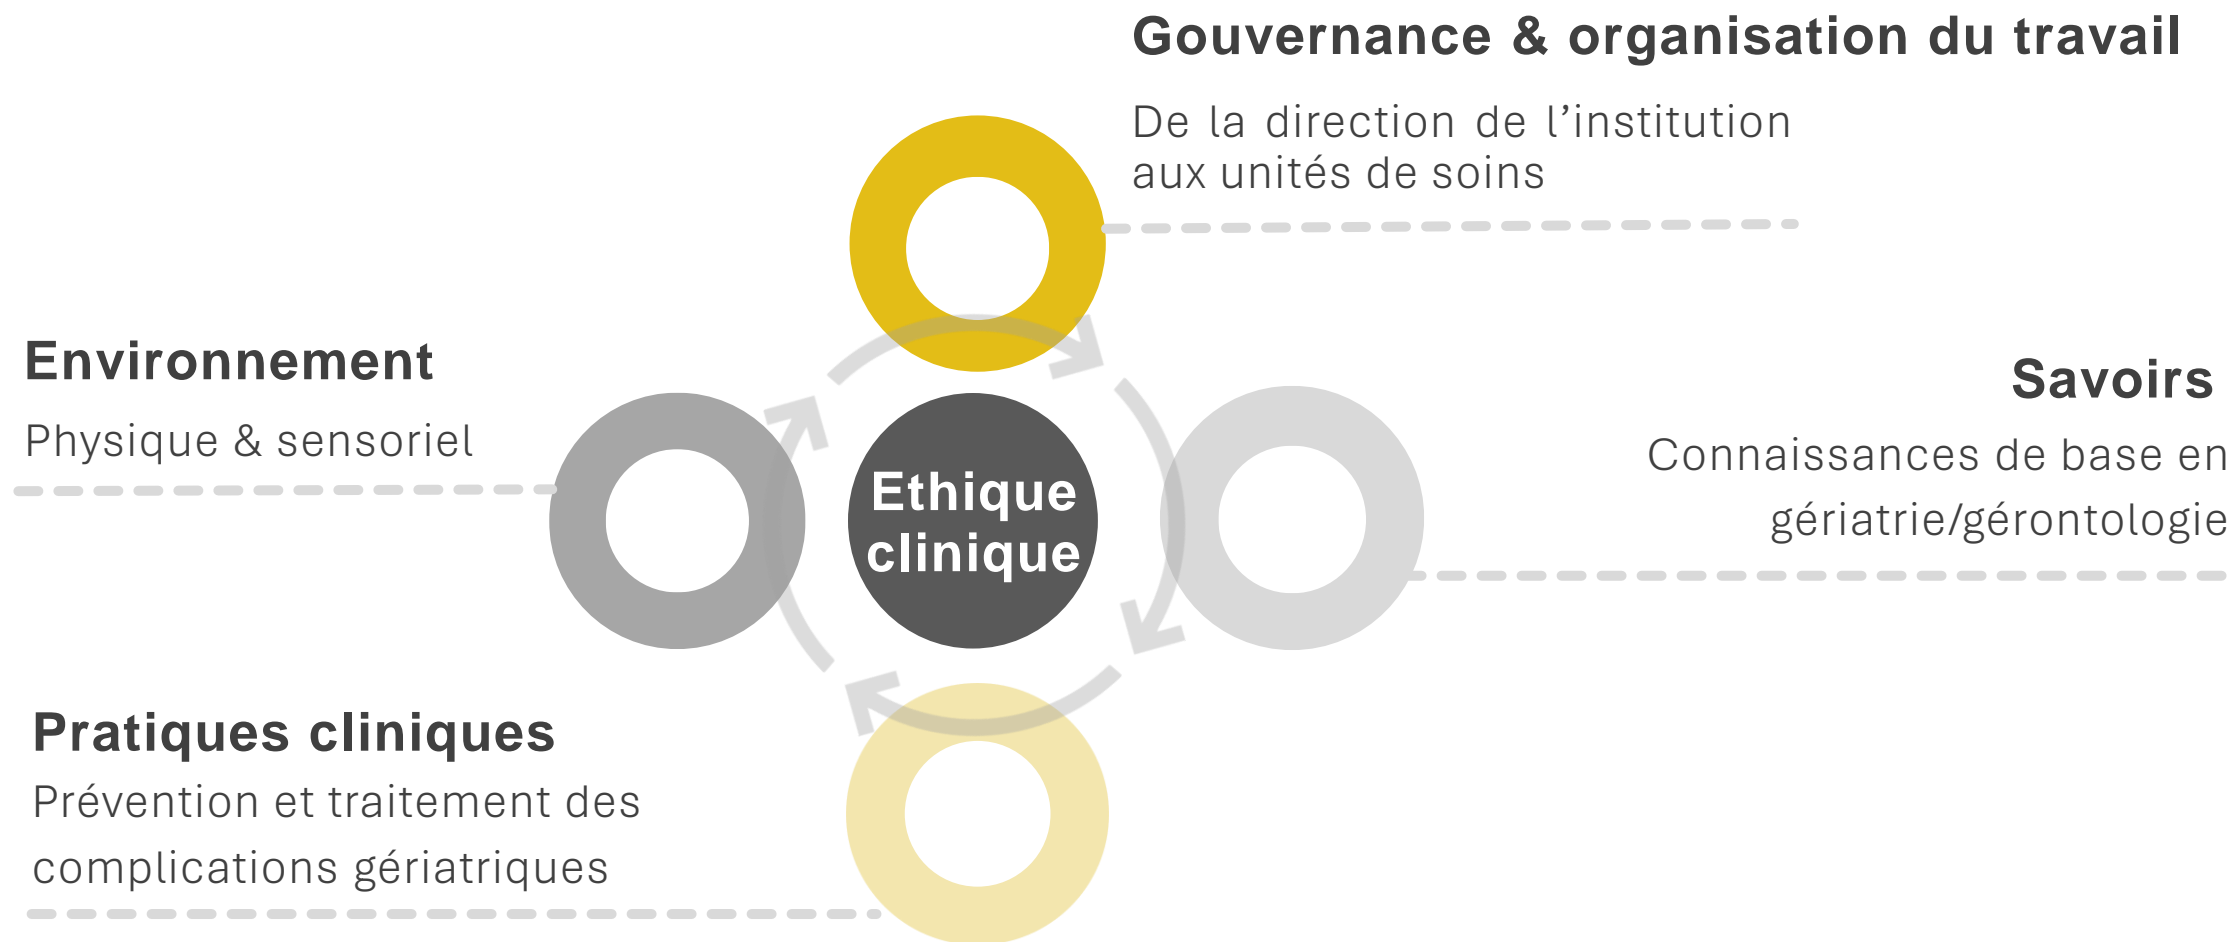 Gouvernance & organisation du travail
De la direction de l’institution
aux unités de soins
Environnement
Physique & sensoriel
Savoirs
Connaissances de base en
gériatrie/gérontologie
Ethique
clinique
Pratiques cliniques
Prévention et traitement des
complications gériatriques